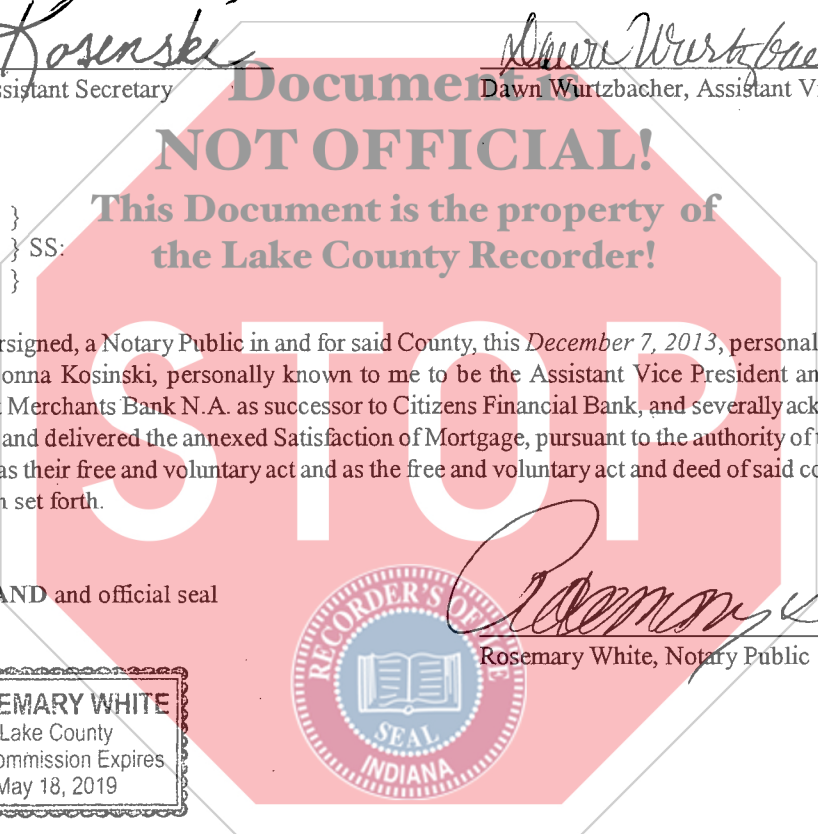 Kosenski
Dawn Wurtzbac
ssistant Secretary
Dawn Wurtzbacher, Assistant Vi
Document is
NOT OFFICIAL!
This Document is the property of
the Lake County Recorder!
}
} SS:
}
rsigned, a Notary Public in and for said County, this December 7, 2013, personal
onna Kosinski, personally known to me to be the Assistant Vice President an
Merchants Bank N.A. as successor to Citizens Financial Bank, and severally ack
and delivered the annexed Satisfaction of Mortgage, pursuant to the authority of
as their free and voluntary act and as the free and voluntary act and deed of said co
n set forth.
STOP
AND and official seal
Rosemary
Rosemary White, Notary Public
RECORDER'S OFFICE
SEAL
INDIANA
EMARY WHITE
Lake County
ommission Expires
May 18, 2019